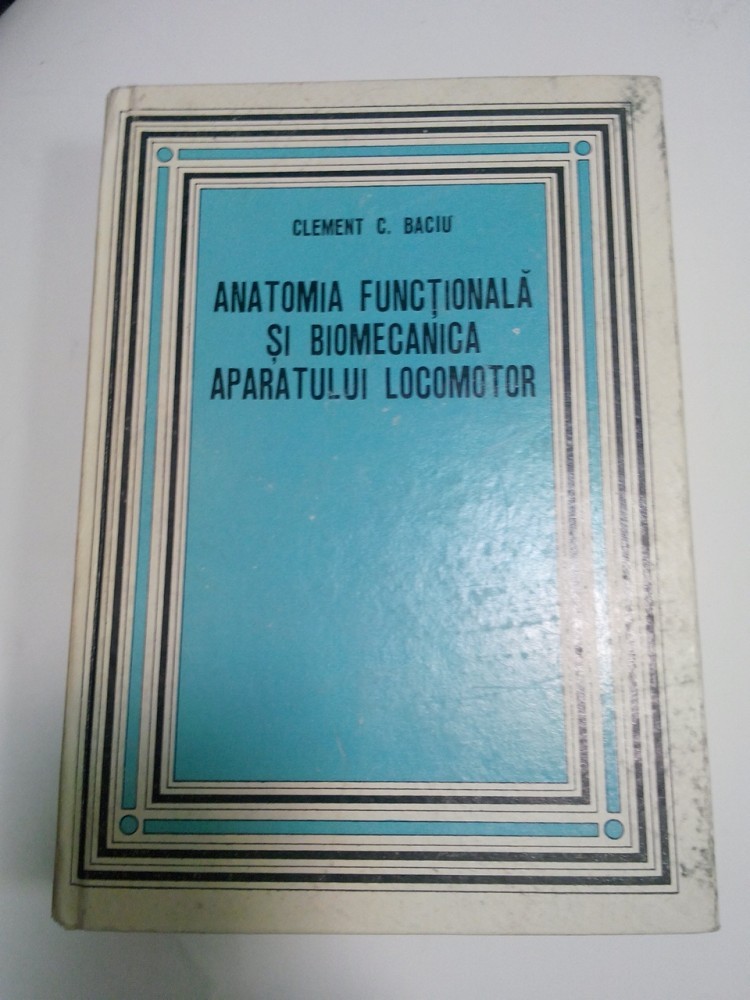 CLEMENT C. BACIU
ANATOMIA FUNCȚIONALĂ
ȘI BIOMECANICA
APARATULUI LOCOMOTOR